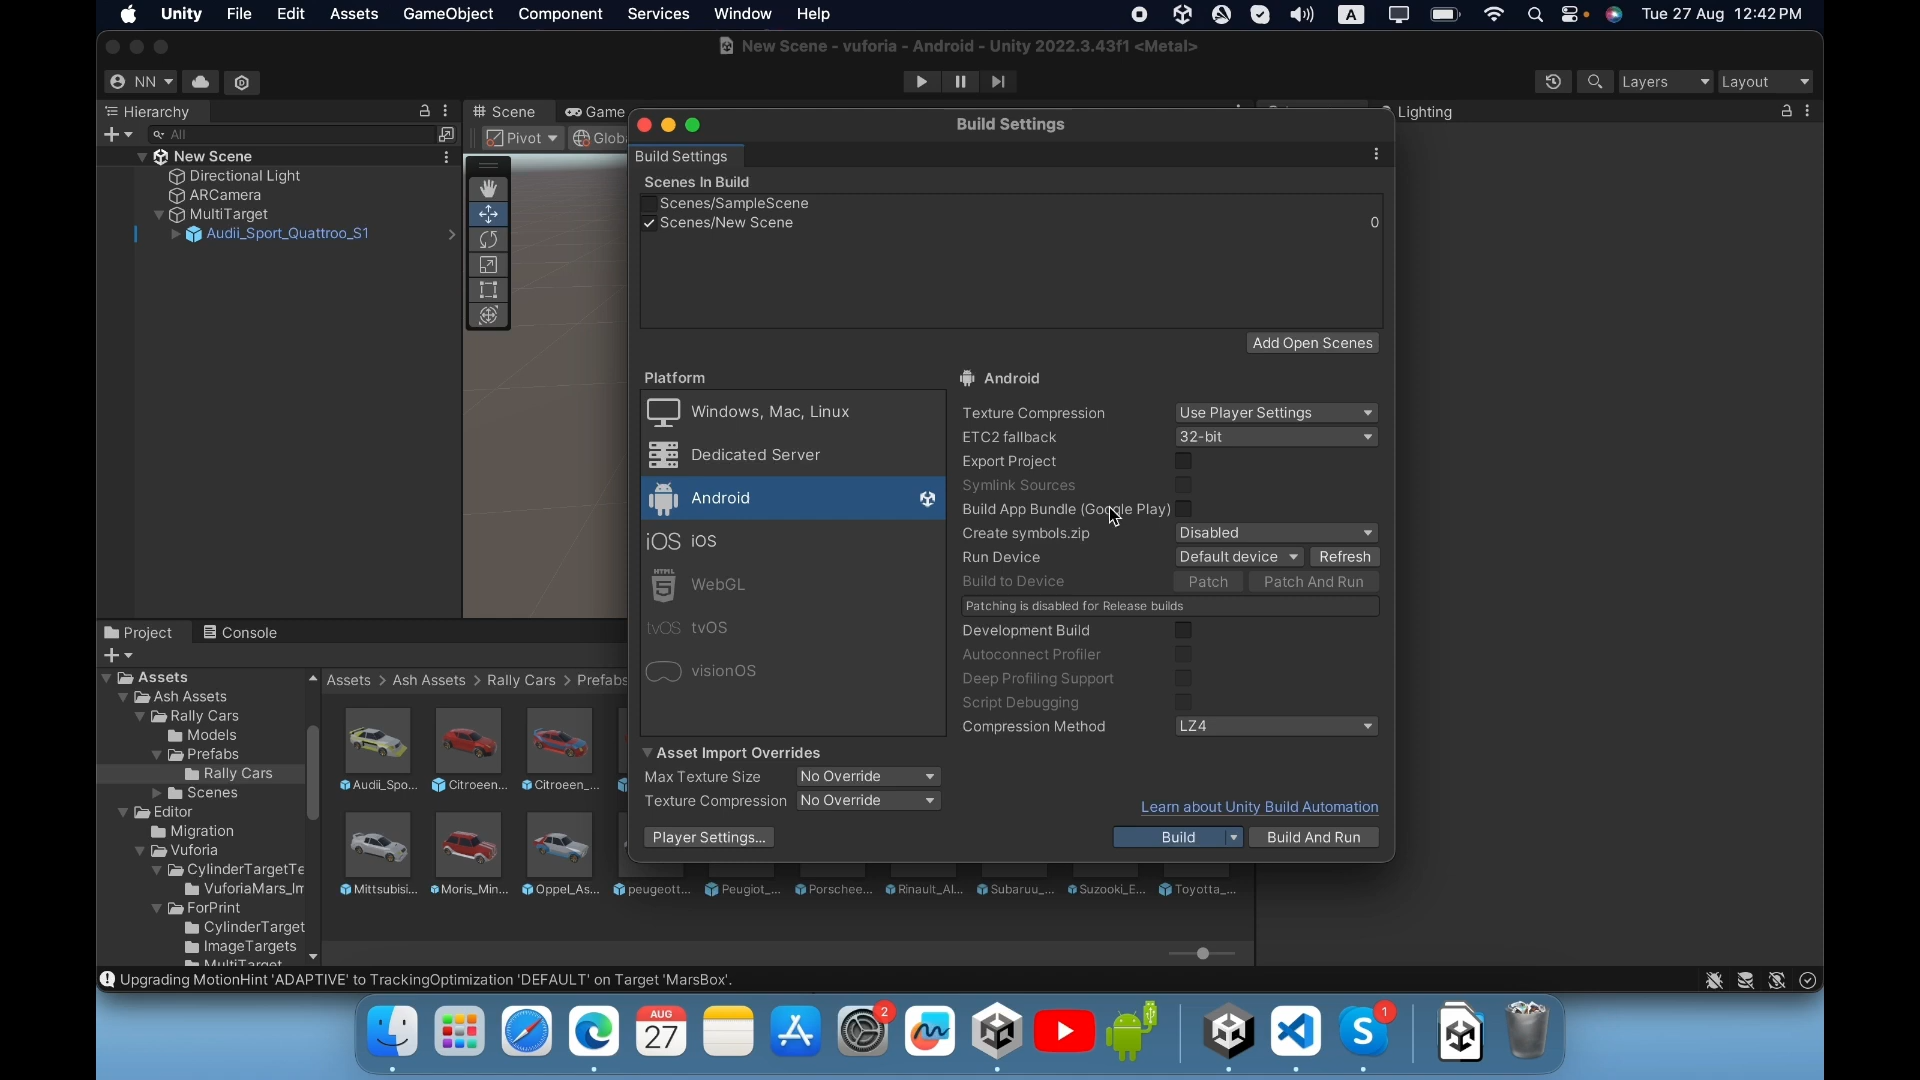 Unity File Edit Assets GameObject Component Services Window Help A Tue 27 Aug 12:42 PM
New Scene - vuforia - Android - Unity 2022.3.43f1 <Metal>
NN Layers Layout
Hierarchy Scene Game Lighting
All Pivot
New Scene
Directional Light
ARCamera
MultiTarget
Audii_Sport_Quattroo_S1
Build Settings
Build Settings
Scenes In Build
Scenes/SampleScene
Scenes/New Scene 0
Add Open Scenes
Platform
Windows, Mac, Linux
Dedicated Server
Android
iOS iOS
HTML 5 WebGL
tvOS tvOS
visionOS
Android
Texture Compression Use Player Settings
ETC2 fallback 32-bit
Export Project
Symlink Sources
Build App Bundle (Google Play)
Create symbols.zip Disabled
Run Device Default device Refresh
Build to Device Patch Patch And Run
Patching is disabled for Release builds
Development Build
Autoconnect Profiler
Deep Profiling Support
Script Debugging
Compression Method LZ4
Asset Import Overrides
Max Texture Size No Override
Texture Compression No Override
Learn about Unity Build Automation
Player Settings... Build Build And Run
Project Console
Assets
Ash Assets
Rally Cars
Models
Prefabs
Rally Cars
Scenes
Editor
Migration
Vuforia
CylinderTargetTe
VuforiaMars_Im
ForPrint
CylinderTarget
ImageTargets
MultiTarget
Assets > Ash Assets > Rally Cars > Prefabs
Audii_Spo... Citroeen... Citroeen_...
Mittsubisi... Moris_Min... Oppel_As... peugeott... Peugiot_... Porschee... Rinault_Al... Subaruu_... Suzooki_E... Toyotta_...
Upgrading MotionHint 'ADAPTIVE' to TrackingOptimization 'DEFAULT' on Target 'MarsBox'.
AUG 27 2 S 1